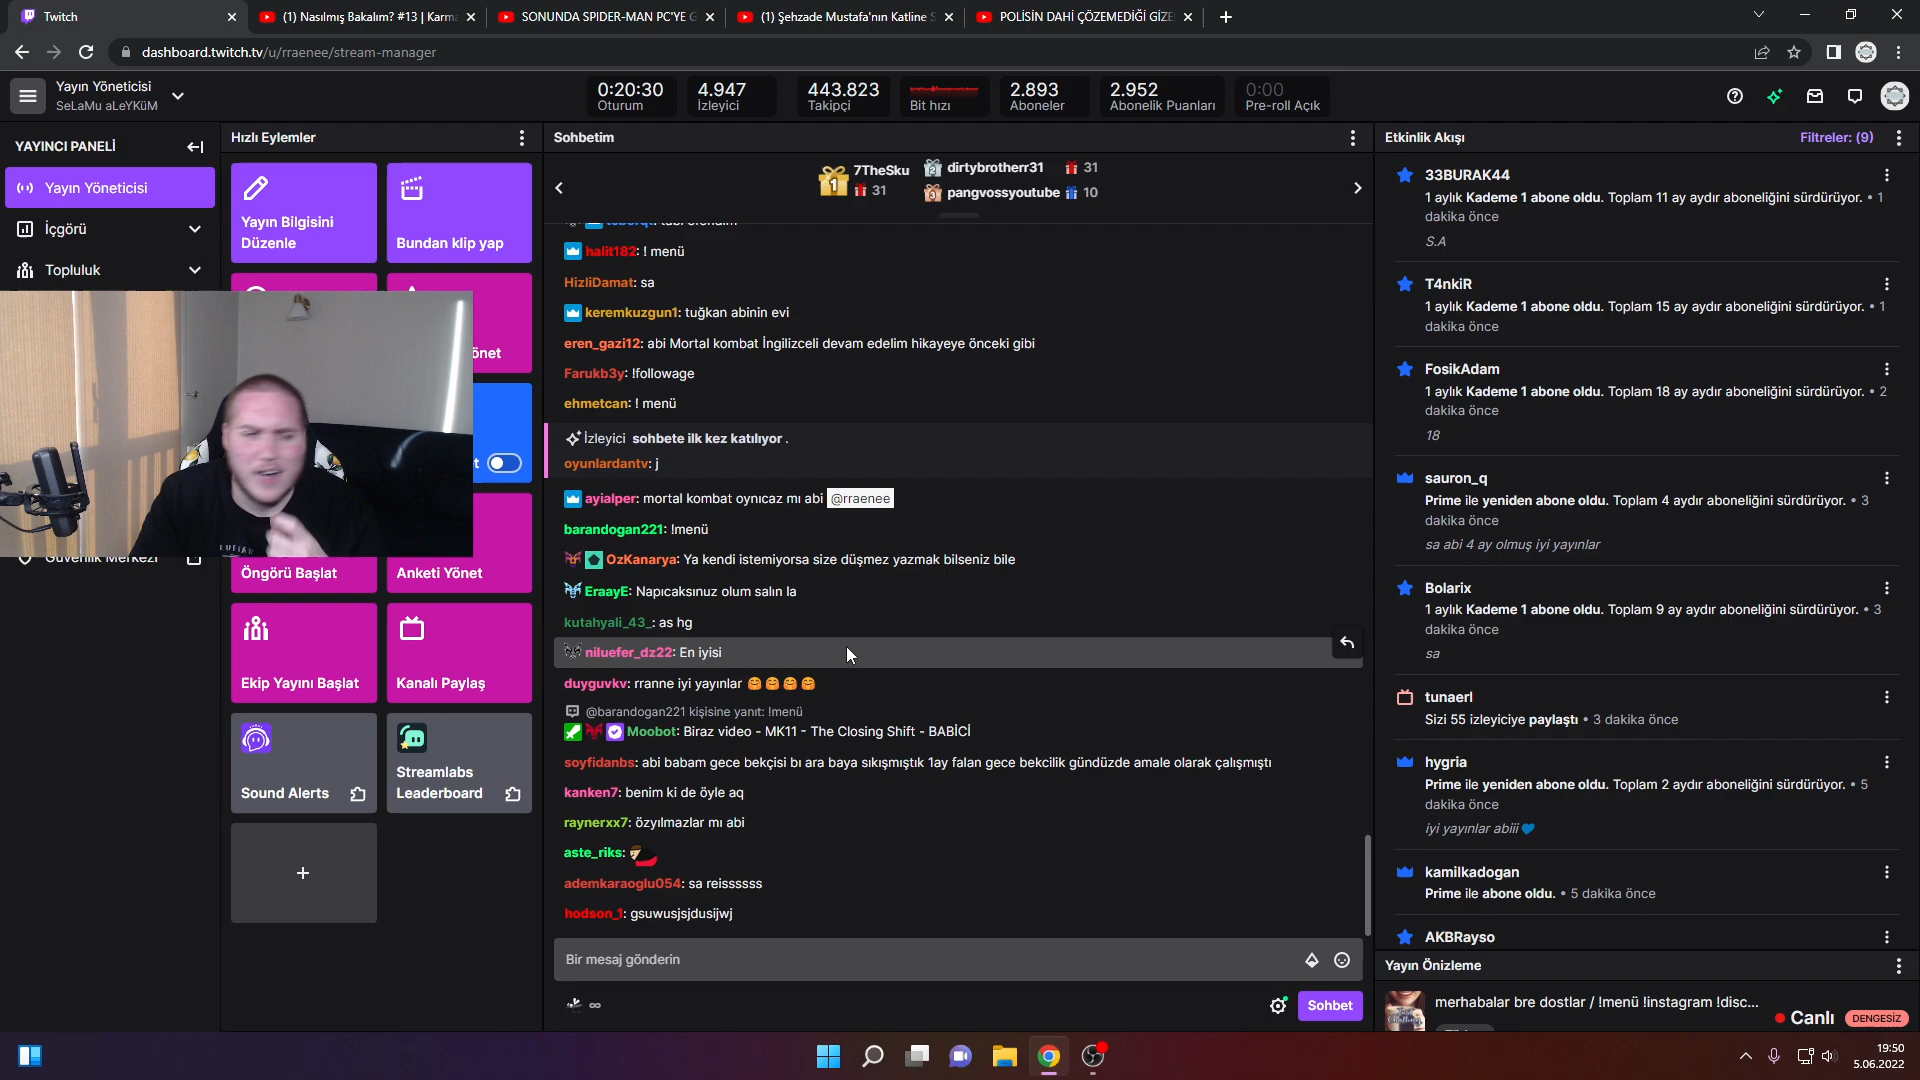 Twitch
(1) Nasılmış Bakalım? #13 | Karma
SONUNDA SPIDER-MAN PC'YE G
(1) Şehzade Mustafa'nın Katline S
POLİSİN DAHİ ÇÖZEMEDİĞİ GİZE
dashboard.twitch.tv/u/rraenee/stream-manager
Yayın Yöneticisi
SeLaMu aLeYKüM
0:20:30
Oturum
4.947
İzleyici
443.823
Takipçi
Bit hızı
2.893
Aboneler
2.952
Abonelik Puanları
0:00
Pre-roll Açık
YAYINCI PANELİ
Yayın Yöneticisi
İçgörü
Topluluk
Güvenlik Merkezi
Hızlı Eylemler
Yayın Bilgisini
Düzenle
Bundan klip yap
önet
t
Öngörü Başlat
Anketi Yönet
Ekip Yayını Başlat
Kanalı Paylaş
Sound Alerts
Streamlabs
Leaderboard
+
Sohbetim
1 7TheSku
31
2 dirtybrotherr31 31
3 pangvossyoutube 10
halit182: ! menü
HizliDamat: sa
keremkuzgun1: tuğkan abinin evi
eren_gazi12: abi Mortal kombat İngilizceli devam edelim hikayeye önceki gibi
Farukb3y: !followage
ehmetcan: ! menü
İzleyici sohbete ilk kez katılıyor .
oyunlardantv: j
ayialper: mortal kombat oynıcaz mı abi @rraenee
barandogan221: !menü
OzKanarya: Ya kendi istemiyorsa size düşmez yazmak bilseniz bile
EraayE: Napıcaksınuz olum salın la
kutahyali_43_: as hg
niluefer_dz22: En iyisi
duyguvkv: rranne iyi yayınlar 🤗🤗🤗🤗
@barandogan221 kişisine yanıt: !menü
Moobot: Biraz video - MK11 - The Closing Shift - BABİCİ
soyfidanbs: abi babam gece bekçisi bı ara baya sıkışmıştık 1ay falan gece bekcilik gündüzde amale olarak çalışmıştı
kanken7: benim ki de öyle aq
raynerxx7: özyılmazlar mı abi
aste_riks:
ademkaraoglu054: sa reissssss
hodson_1: gsuwusjsjdusijwj
Bir mesaj gönderin
∞
Sohbet
Etkinlik Akışı
Filtreler: (9)
33BURAK44
1 aylık Kademe 1 abone oldu. Toplam 11 ay aydır aboneliğini sürdürüyor. • 1
dakika önce
S.A
T4nkiR
1 aylık Kademe 1 abone oldu. Toplam 15 ay aydır aboneliğini sürdürüyor. • 1
dakika önce
FosikAdam
1 aylık Kademe 1 abone oldu. Toplam 18 ay aydır aboneliğini sürdürüyor. • 2
dakika önce
18
sauron_q
Prime ile yeniden abone oldu. Toplam 4 aydır aboneliğini sürdürüyor. • 3
dakika önce
sa abi 4 ay olmuş iyi yayınlar
Bolarix
1 aylık Kademe 1 abone oldu. Toplam 9 ay aydır aboneliğini sürdürüyor. • 3
dakika önce
sa
tunaerl
Sizi 55 izleyiciye paylaştı • 3 dakika önce
hygria
Prime ile yeniden abone oldu. Toplam 2 aydır aboneliğini sürdürüyor. • 5
dakika önce
iyi yayınlar abiii💙
kamilkadogan
Prime ile abone oldu. • 5 dakika önce
AKBRayso
Yayın Önizleme
merhabalar bre dostlar / !menü !instagram !disc...
Canlı
DENGESİZ
19:50
5.06.2022